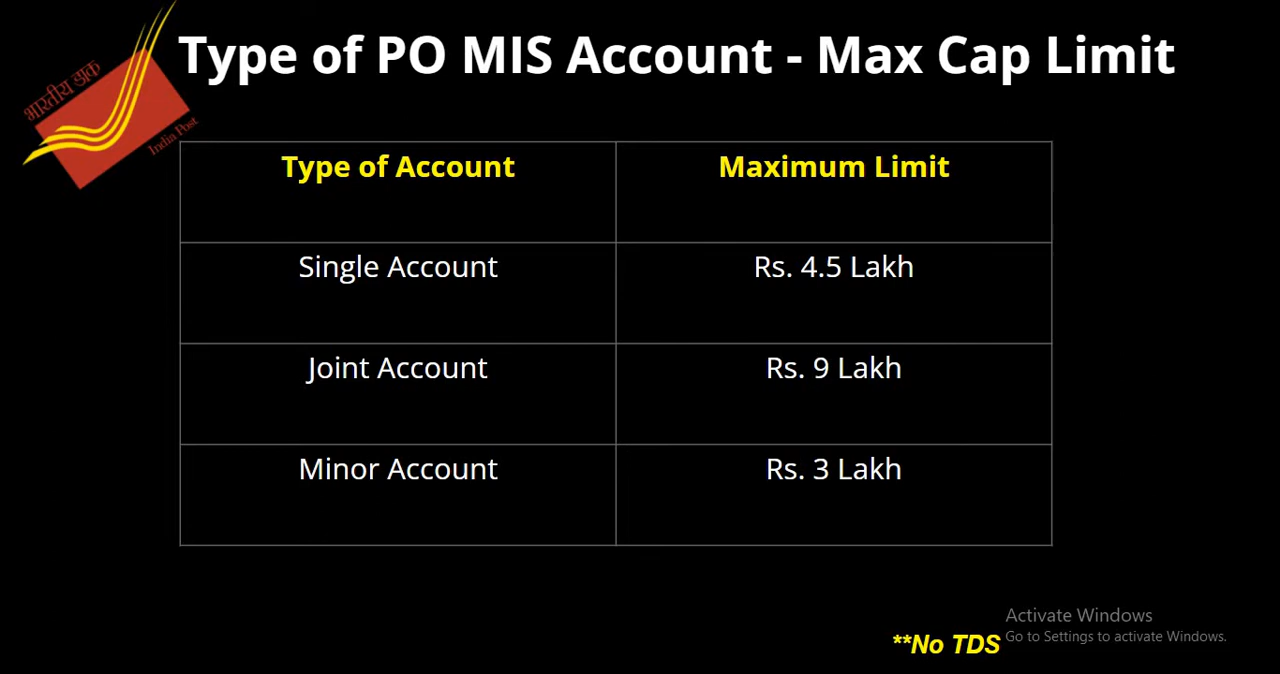 भारतीय डाक
India Post
Type of PO MIS Account - Max Cap Limit
Type of Account Maximum Limit
Single Account Rs. 4.5 Lakh
Joint Account Rs. 9 Lakh
Minor Account Rs. 3 Lakh
Activate Windows
Go to Settings to activate Windows.
**No TDS